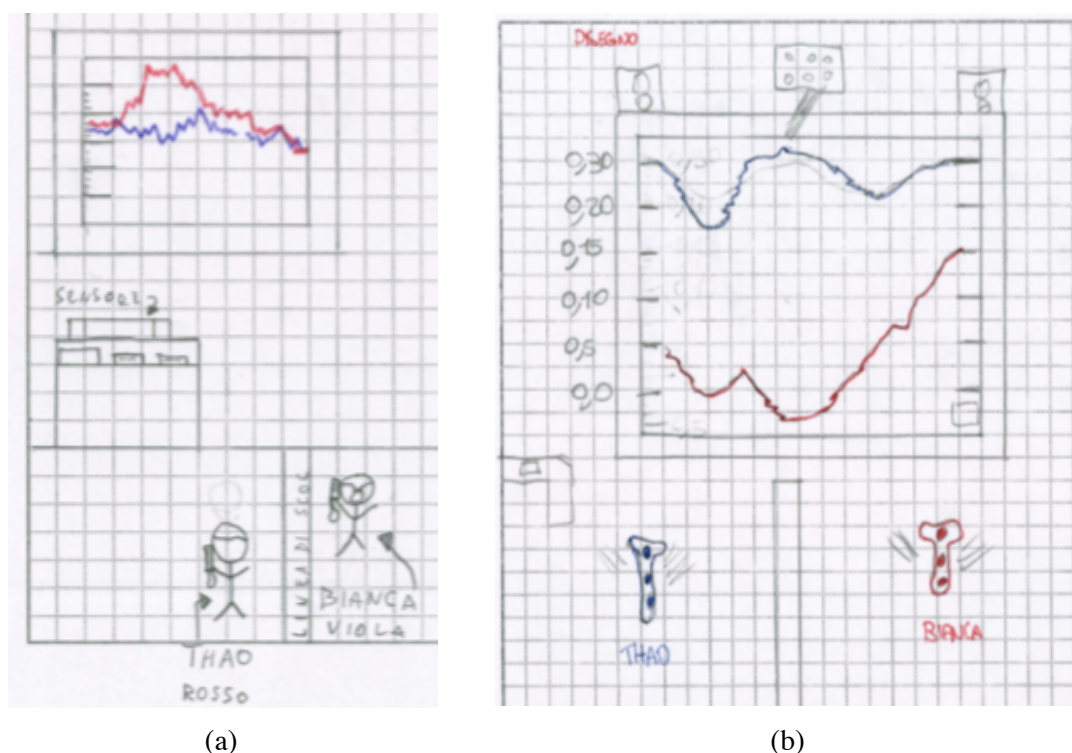 SENSORE
LINEA DI SCOC
BIANCA
VIOLA
THAO
ROSSO
(a)
DISEGNO
0,30
0,20
0,15
0,10
0,5
0,0
THAO
BIANCA
(b)